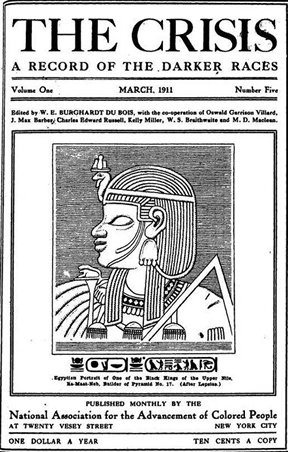 THE CRISIS
A RECORD OF THE DARKER RACES
Volume One MARCH, 1911 Number Five
Edited by W. E. BURGHARDT DU BOIS, with the co-operation of Oswald Garrison Villard,
J. Max Barber, Charles Edward Russell, Kelly Miller, W. S. Braithwaite and M. D. Maclean.
Egyptian Portrait of One of the Black Kings of the Upper Nile,
Ra-Maat-Neb, Builder of Pyramid No. 17. (After Lepsius.)
PUBLISHED MONTHLY BY THE
National Association for the Advancement of Colored People
AT TWENTY VESEY STREET NEW YORK CITY
ONE DOLLAR A YEAR TEN CENTS A COPY